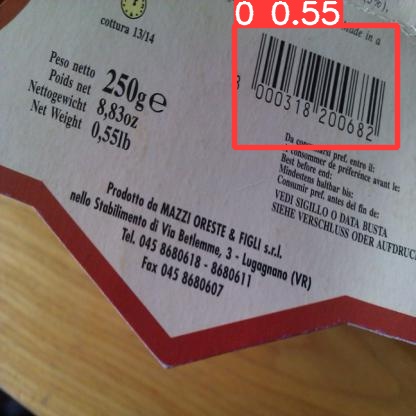 0 0.55
cottura 13/14
made in a
Peso netto
Poids net
Nettogewicht
Net Weight
250g e
8,83oz
0,55lb
8 000318 200682
Da consumarsi pref. entro il:
A consommer de préférence avant le:
Best before end:
Mindestens haltbar bis:
Consumir pref. antes del fin de:
VEDI SIGILLO O DATA BUSTA
SIEHE VERSCHLUSS ODER AUFDRUC
Prodotto da MAZZI ORESTE & FIGLI s.r.l.
nello Stabilimento di Via Betlemme, 3 - Lugagnano (VR)
Tel. 045 8680618 - 8680611
Fax 045 8680607